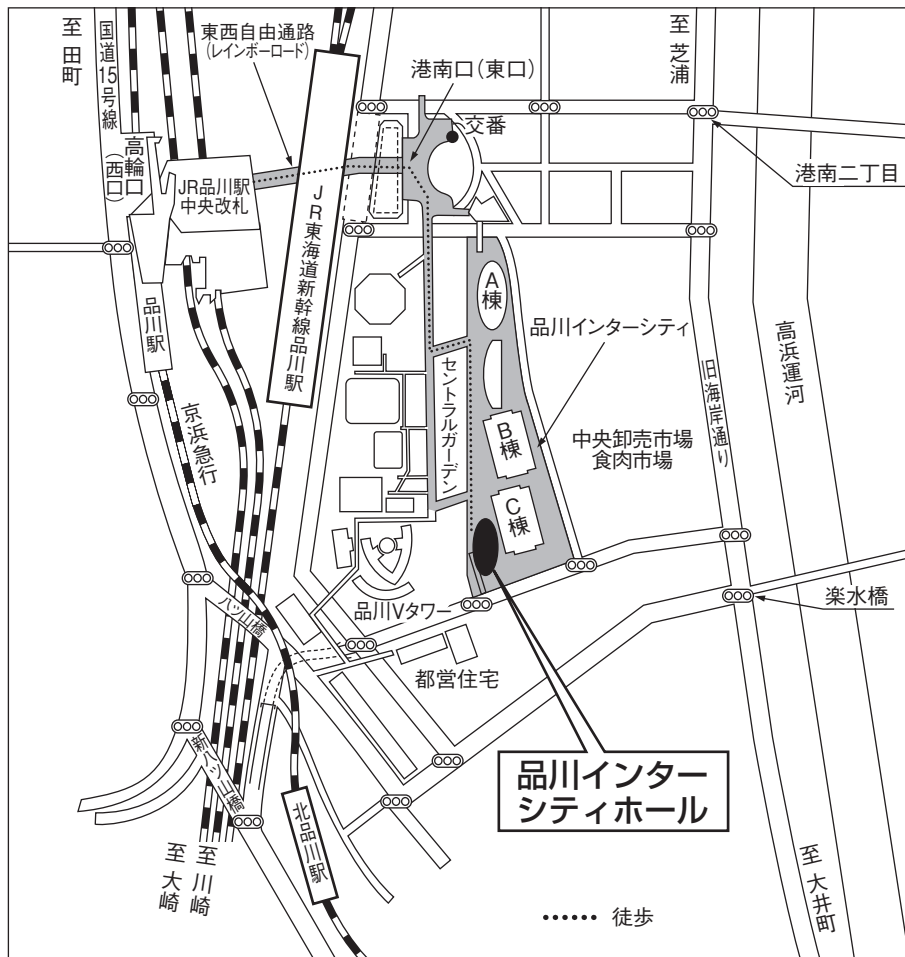 至 田町
国道15号線
東西自由通路
(レインボーロード)
港南口(東口)
至 芝浦
交番
高輪口
(西口)
JR品川駅
中央改札
JR東海道新幹線品川駅
港南二丁目
A棟
品川駅
品川インターシティ
高浜運河
セントラルガーデン
旧海岸通り
京浜急行
B棟
中央卸売市場
食肉市場
C棟
品川Vタワー
楽水橋
八ツ山橋
都営住宅
新八ツ山橋
品川インター
シティホール
北品川駅
至 大崎
至 川崎
至 大井町
徒歩